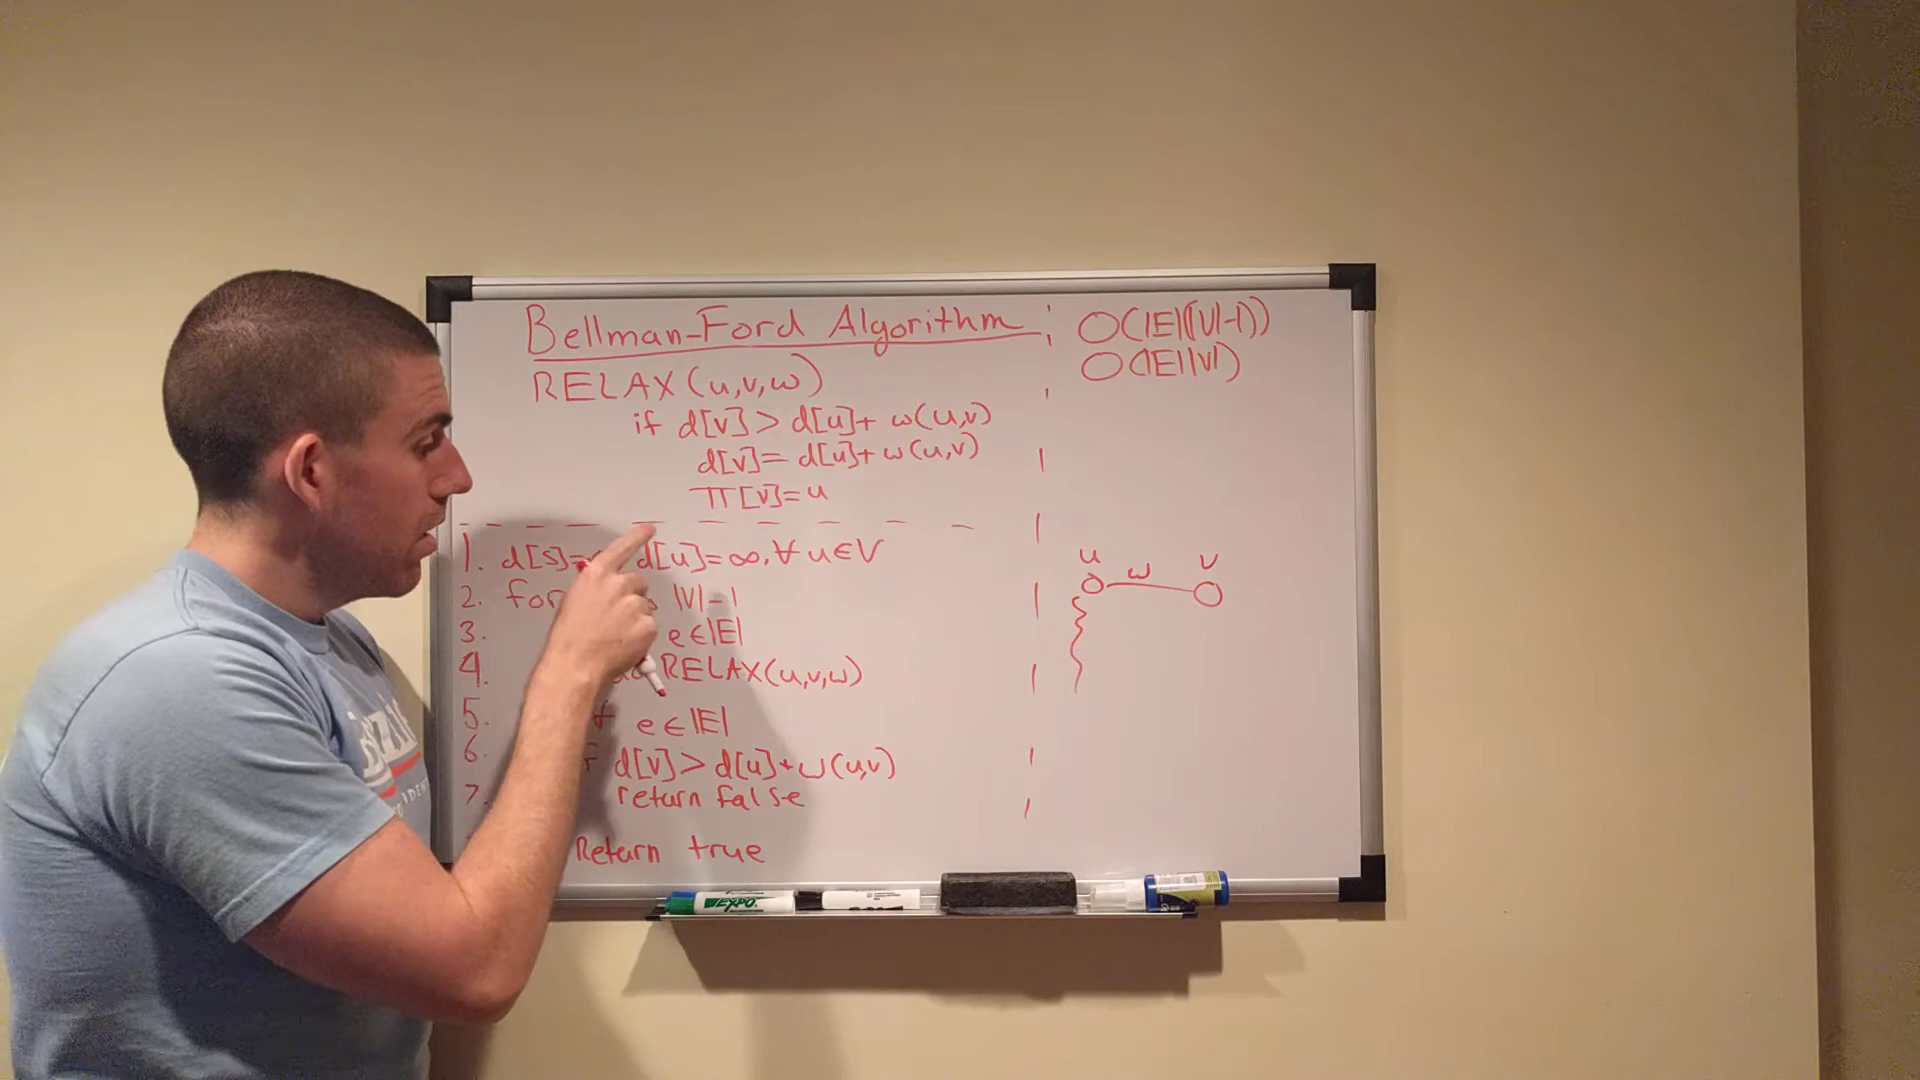 Bellman-Ford Algorithm
RELAX(u,v,w)
if d[v] > d[u]+ w(u,v)
d[v]= d[u]+ w(u,v)
π[v]=u
1. d[s]= d[u]=∞, ∀ u∈V
2. for |V|-1
3. e∈|E|
4. RELAX(u,v,w)
5. e∈|E|
6. d[v]>d[u]+w(u,v)
7. return false
Return true
O(|E|(|V|-1))
O(|E||V|)
u w v
EXPO